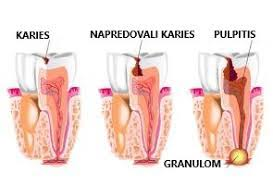 KARIES
NAPREDOVALI KARIES
PULPITIS
GRANULOM